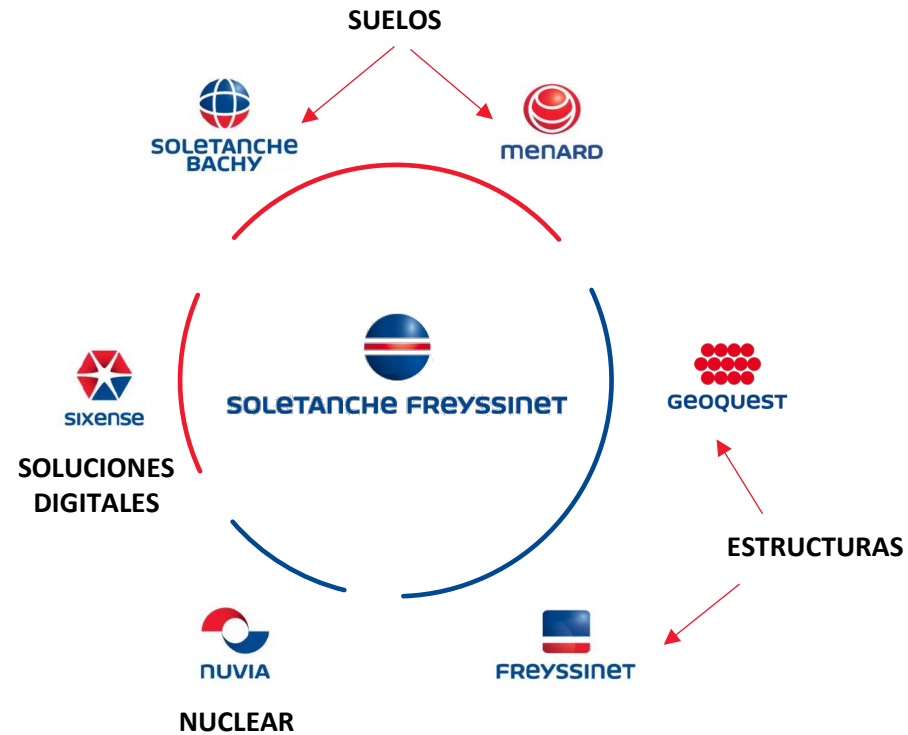 SUELOS
SOLETANCHE
BACHY
MENARD
SIXENSE
SOLETANCHE FREYSSINET
GEOQUEST
SOLUCIONES
DIGITALES
ESTRUCTURAS
NUVIA
FREYSSINET
NUCLEAR